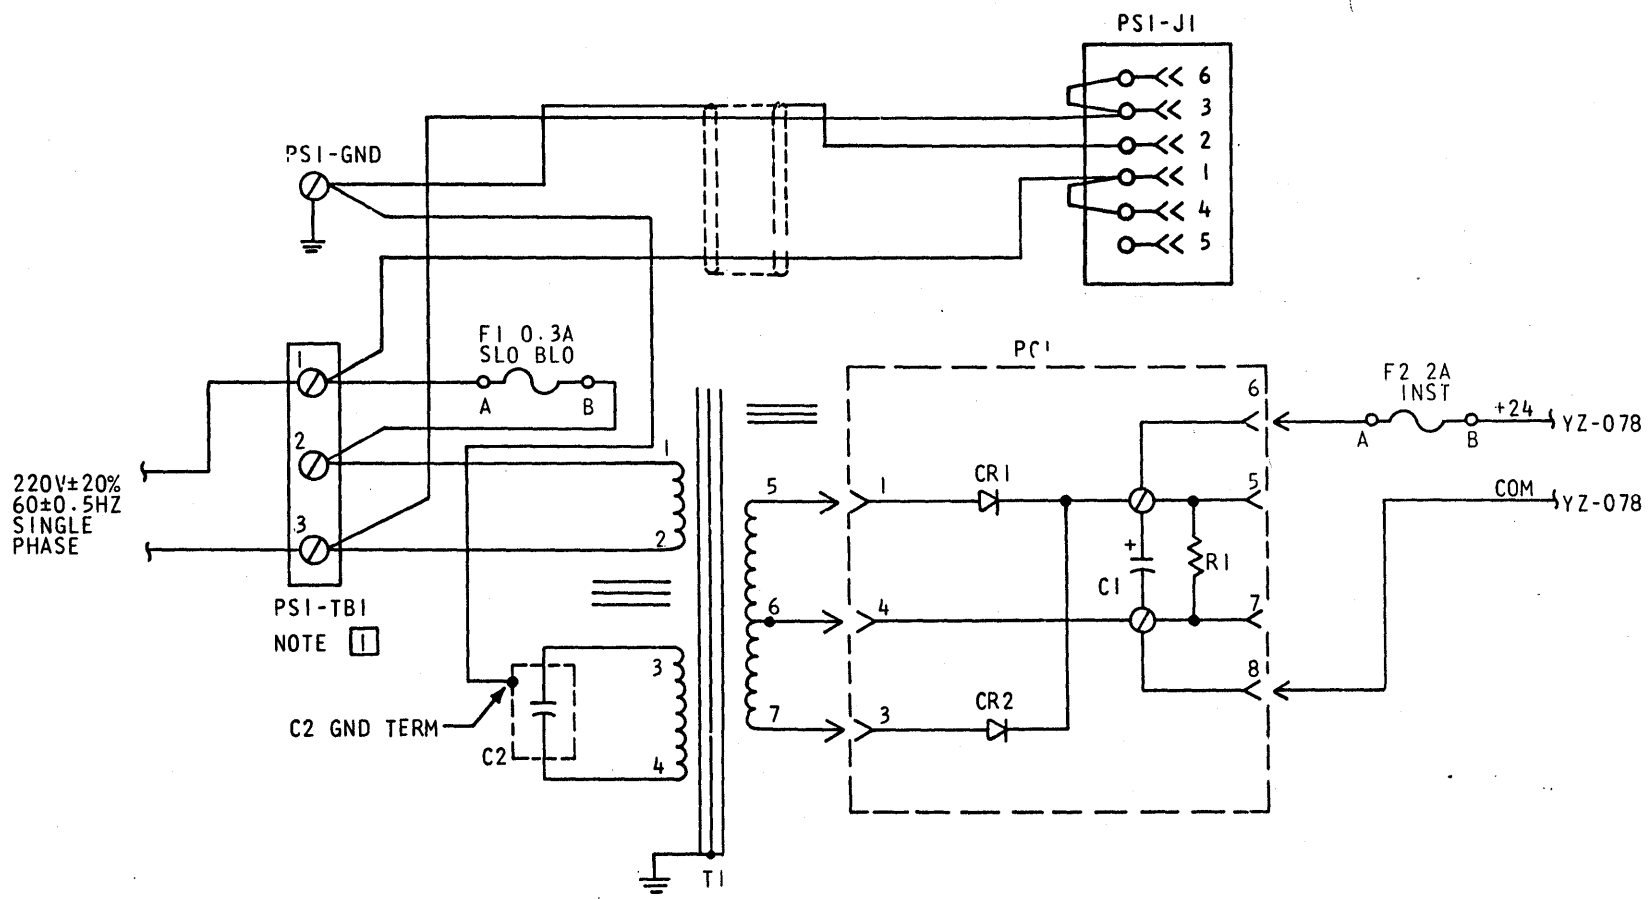 PS1-J1
6
3
2
1
4
5
PS1-GND
F1 0.3A
SLO BLO
A
B
1
2
3
220V±20%
60±0.5HZ
SINGLE
PHASE
PS1-TB1
NOTE 1
1
2
3
4
C2 GND TERM
C2
T1
5
6
7
PC1
1
4
3
CR1
CR2
+
C1
R1
6
5
7
8
F2 2A
INST
A
B
+24
YZ-078
COM
YZ-078